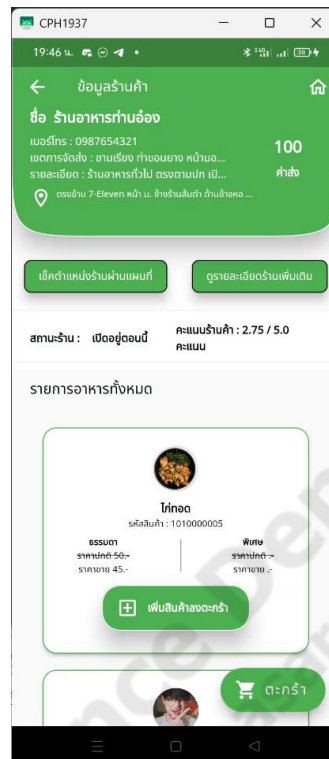 CPH1937
19:46 น.
38
ข้อมูลร้านค้า
ชื่อ ร้านอาหารท่านอ๋อง
เบอร์โทร : 0987654321
เขตการจัดส่ง : ขามเรียง ท่าขอนยาง หน้ามอ...
รายละเอียด : ร้านอาหารทั่วไป ตรงตามปก เปิ...
100
ค่าส่ง
ตรงข้าม 7-Eleven หน้า ม. ข้างร้านส้มตำ ด้านข้างหอ ...
เช็คตำแหน่งร้านผ่านแผนที่
ดูรายละเอียดร้านเพิ่มเติม
สถานะร้าน : เปิดอยู่ตอนนี้
คะแนนร้านค้า : 2.75 / 5.0
คะแนน
รายการอาหารทั้งหมด
ไก่ทอด
รหัสสินค้า : 1010000005
ธรรมดา
พิเศษ
ราคาปกติ 50.-
ราคาปกติ .-
ราคาขาย 45.-
ราคาขาย .-
เพิ่มสินค้าลงตะกร้า
ตะกร้า